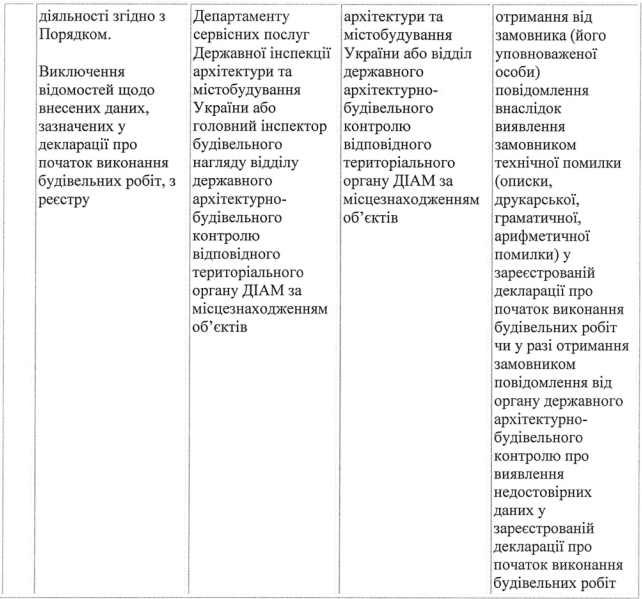 діяльності згідно з
Порядком.
Виключення
відомостей щодо
внесених даних,
зазначених у
декларації про
початок виконання
будівельних робіт, з
реєстру
Департаменту
сервісних послуг
Державної інспекції
архітектури та
містобудування
України або
головний інспектор
будівельного
нагляду відділу
державного
архітектурно-
будівельного
контролю
відповідного
територіального
органу ДІАМ за
місцезнаходженням
об’єктів
архітектури та
містобудування
України або відділ
державного
архітектурно-
будівельного
контролю
відповідного
територіального
органу ДІАМ за
місцезнаходженням
об’єктів
отримання від
замовника (його
уповноваженої
особи)
повідомлення
внаслідок
виявлення
замовником
технічної помилки
(описки,
друкарської,
граматичної,
арифметичної
помилки) у
зареєстрованій
декларації про
початок виконання
будівельних робіт
чи у разі отримання
замовником
повідомлення від
органу державного
архітектурно-
будівельного
контролю про
виявлення
недостовірних
даних у
зареєстрованій
декларації про
початок виконання
будівельних робіт